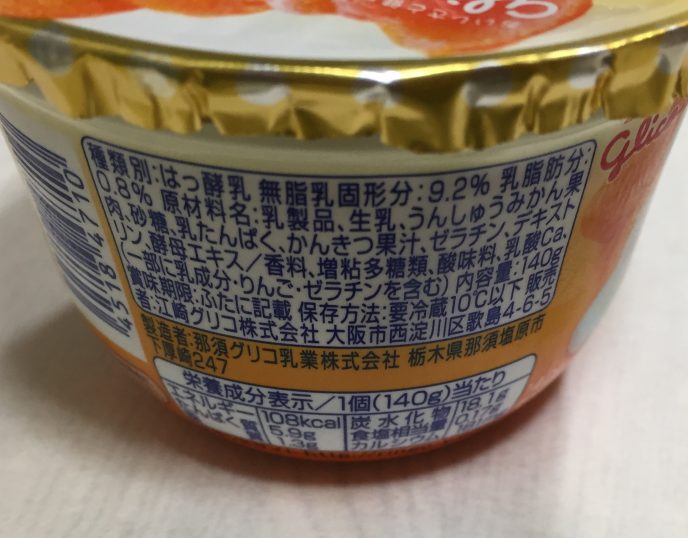 Glico
種類別:はっ酵乳 無脂乳固形分:9.2% 乳脂肪分:
0.8% 原材料名:乳製品、生乳、うんしゅうみかん果
肉、砂糖、乳たんぱく、かんきつ果汁、ゼラチン、デキスト
リン、酵母エキス/香料、増粘多糖類、酸味料、乳酸Ca、
(一部に乳成分・りんご・ゼラチンを含む) 内容量:140g
賞味期限:ふたに記載 保存方法:要冷蔵10℃以下 販売
者:江崎グリコ株式会社 大阪市西淀川区歌島4-6-5
製造者:那須グリコ乳業株式会社 栃木県那須塩原市
下厚崎247
栄養成分表示/1個(140g)当たり
エネルギー 108kcal 炭水化物 18.1g
たんぱく質 5.9g 食塩相当量 0.17g
カルシウム